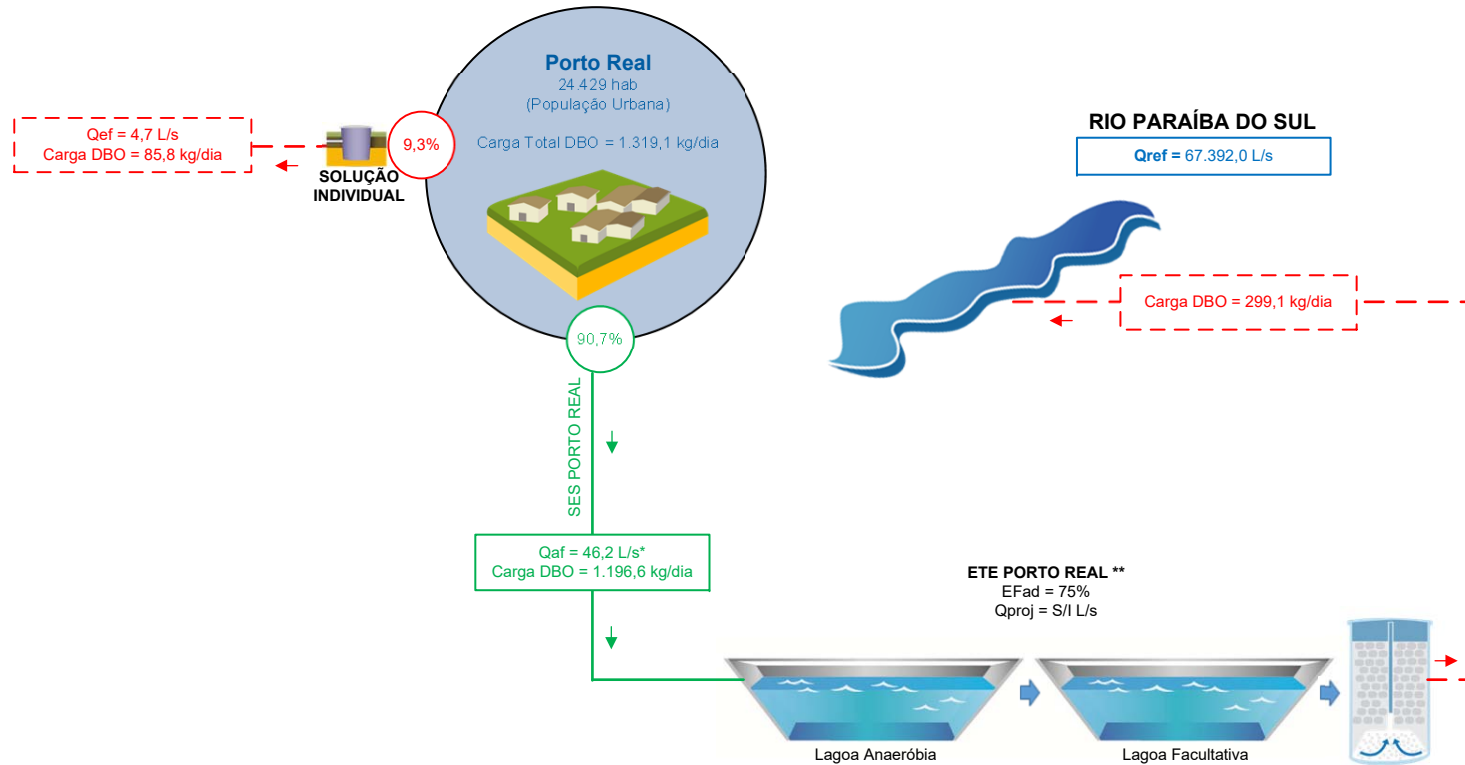 Porto Real
24.429 hab
(População Urbana)
Carga Total DBO = 1.319,1 kg/dia
Qef = 4,7 L/s
Carga DBO = 85,8 kg/dia
9,3%
SOLUÇÃO
INDIVIDUAL
RIO PARAÍBA DO SUL
Qref = 67.392,0 L/s
Carga DBO = 299,1 kg/dia
90,7%
SES PORTO REAL
Qaf = 46,2 L/s*
Carga DBO = 1.196,6 kg/dia
ETE PORTO REAL **
EFad = 75%
Qproj = S/I L/s
Lagoa Anaeróbia
Lagoa Facultativa